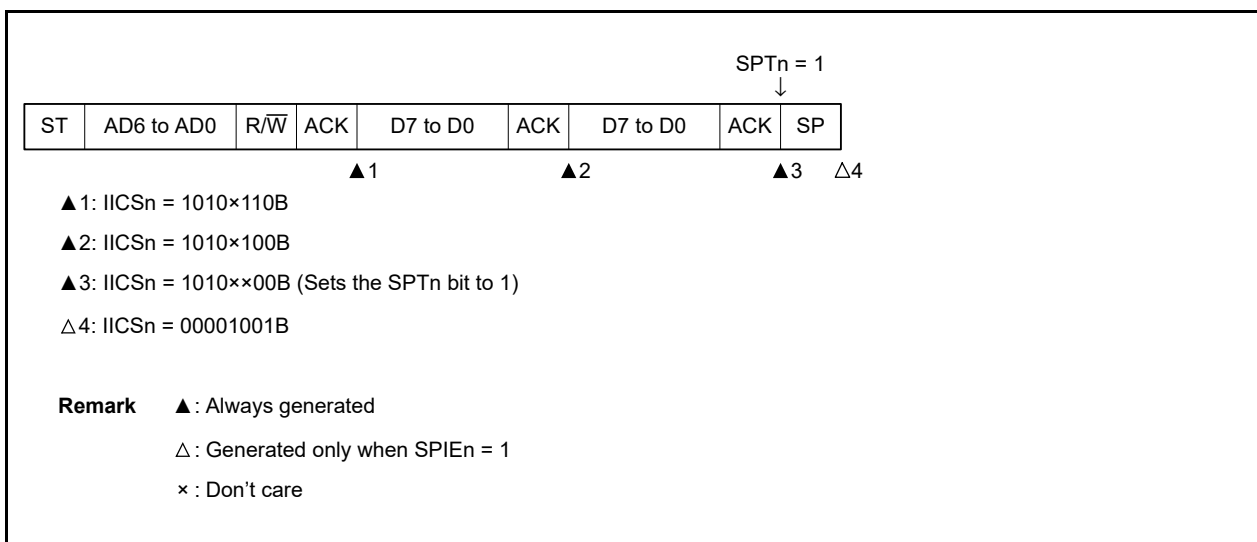 SPTn = 1
↓
ST AD6 to AD0 R/W̅ ACK D7 to D0 ACK D7 to D0 ACK SP
▲1 ▲2 ▲3 △4
▲1: IICSn = 1010×110B
▲2: IICSn = 1010×100B
▲3: IICSn = 1010××00B (Sets the SPTn bit to 1)
△4: IICSn = 00001001B
Remark ▲: Always generated
△: Generated only when SPIEn = 1
×: Don't care